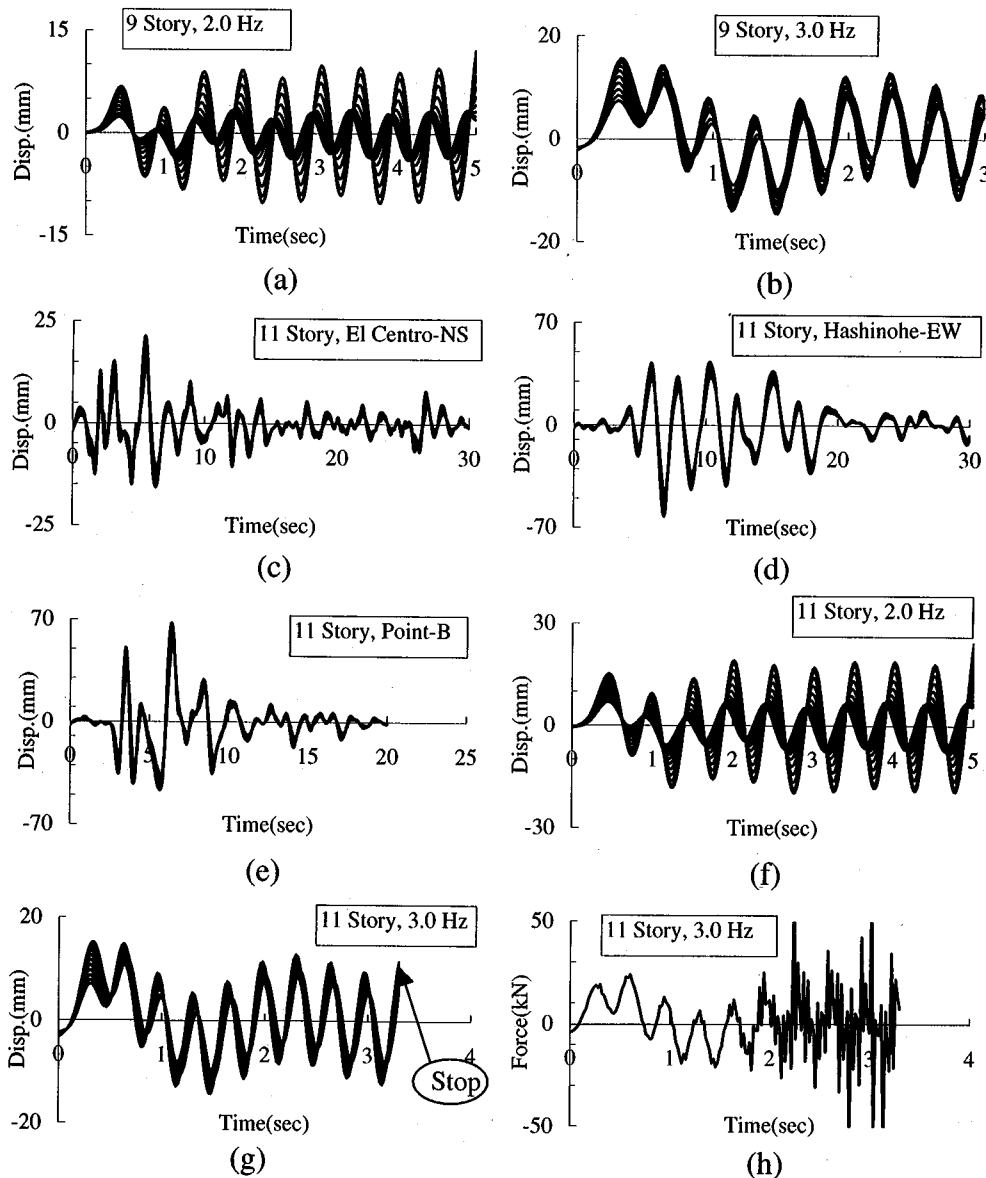 9 Story, 2.0 Hz
15
0
-15
Disp.(mm)
0 1 2 3 4 5
Time(sec)
(a)
9 Story, 3.0 Hz
20
0
-20
Disp.(mm)
0 1 2 3
Time(sec)
(b)
11 Story, El Centro-NS
25
0
-25
Disp.(mm)
0 10 20 30
Time(sec)
(c)
11 Story, Hashinohe-EW
70
0
-70
Disp.(mm)
0 10 20 30
Time(sec)
(d)
11 Story, Point-B
70
0
-70
Disp.(mm)
0 5 10 15 20 25
Time(sec)
(e)
11 Story, 2.0 Hz
30
0
-30
Disp.(mm)
0 1 2 3 4 5
Time(sec)
(f)
11 Story, 3.0 Hz
20
0
-20
Disp.(mm)
0 1 2 3 4
Stop
Time(sec)
(g)
11 Story, 3.0 Hz
50
0
-50
Force(kN)
0 1 2 3 4
Time(sec)
(h)